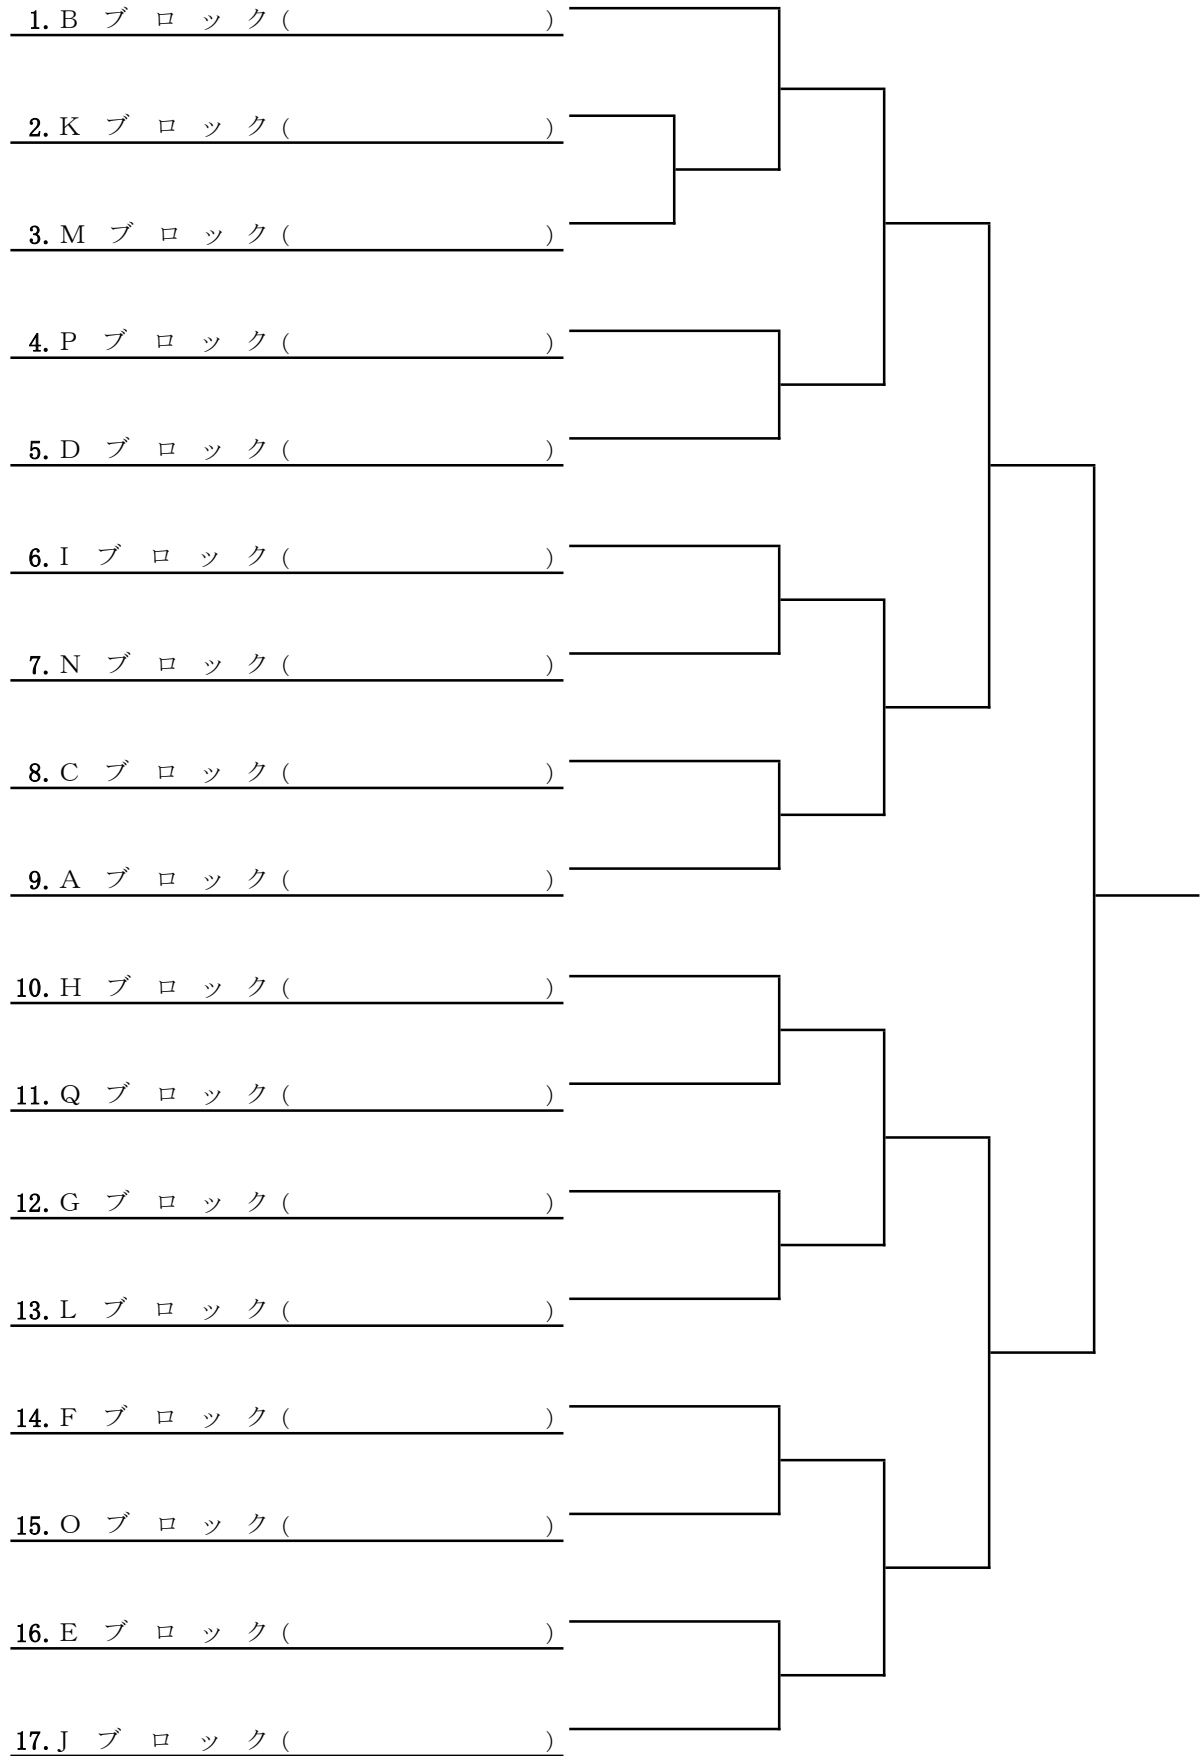 1. B ブロック( )
2. K ブロック( )
3. M ブロック( )
4. P ブロック( )
5. D ブロック( )
6. I ブロック( )
7. N ブロック( )
8. C ブロック( )
9. A ブロック( )
10. H ブロック( )
11. Q ブロック( )
12. G ブロック( )
13. L ブロック( )
14. F ブロック( )
15. O ブロック( )
16. E ブロック( )
17. J ブロック( )